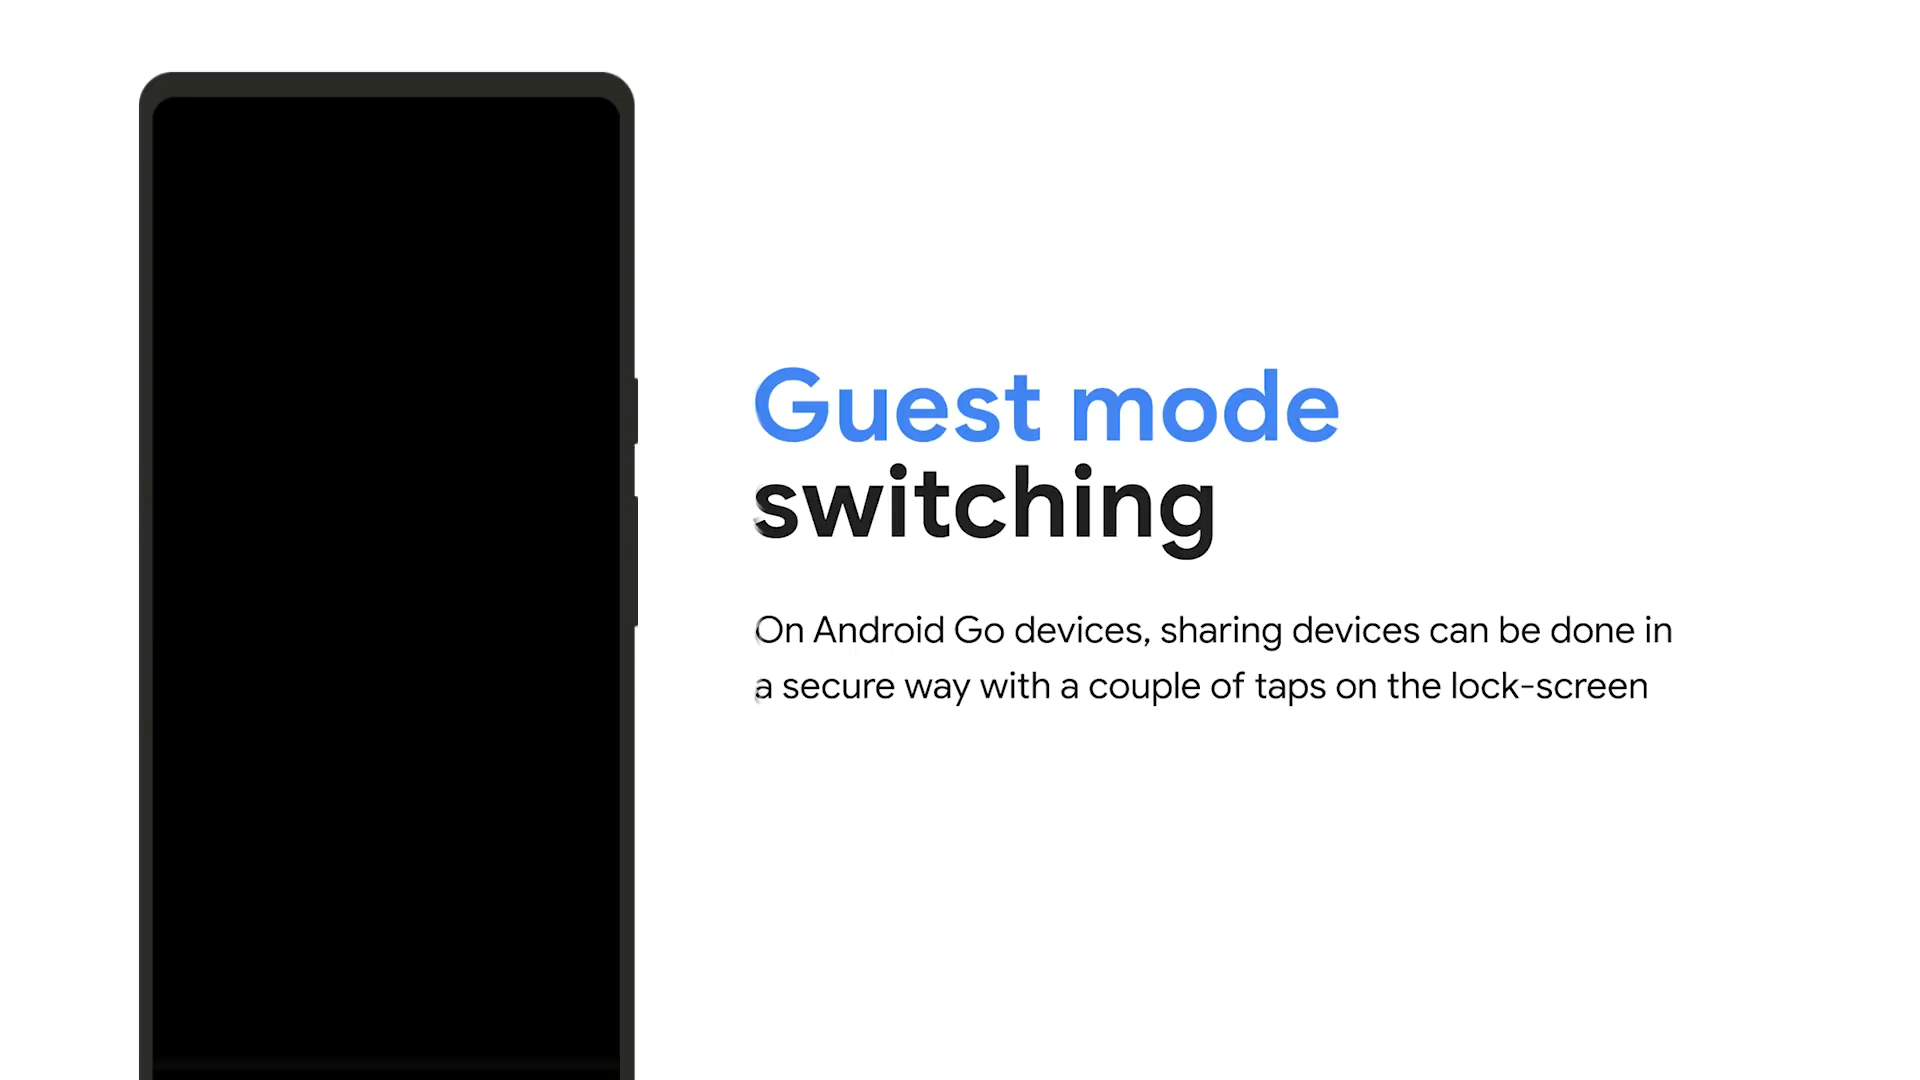 Guest mode
switching
On Android Go devices, sharing devices can be done in
a secure way with a couple of taps on the lock-screen